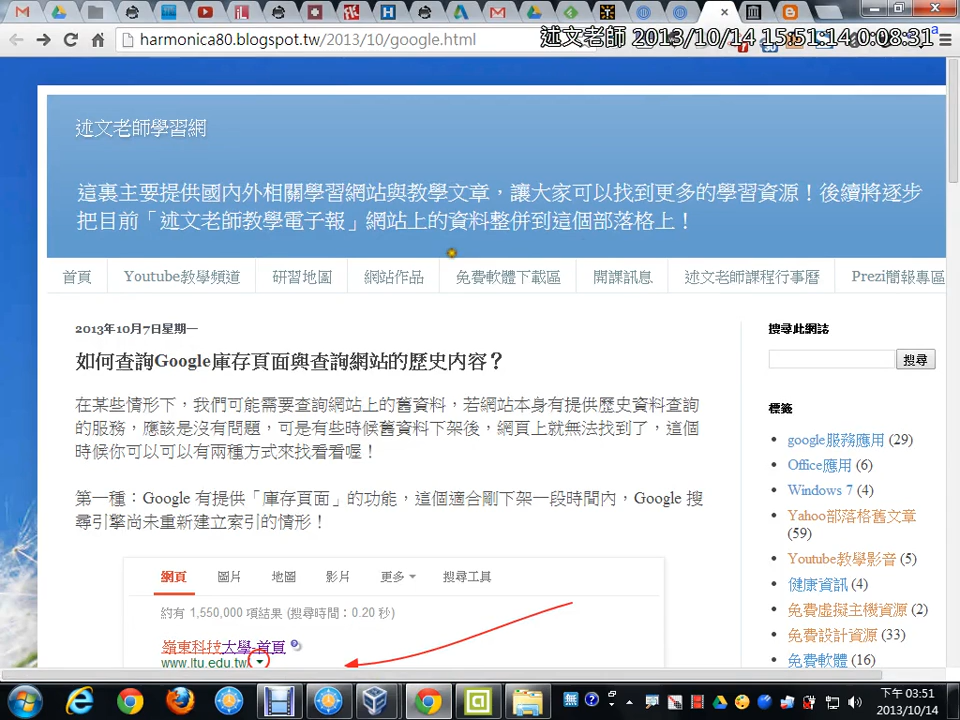 harmonica80.blogspot.tw/2013/10/google.html
述文老師 2013/10/14 15:51:14 0:08:31
述文老師學習網
這裏主要提供國內外相關學習網站與教學文章，讓大家可以找到更多的學習資源！後續將逐步
把目前「述文老師教學電子報」網站上的資料整併到這個部落格上！
首頁 Youtube教學頻道 研習地圖 網站作品 免費軟體下載區 開課訊息 述文老師課程行事曆 Prezi簡報專區
2013年10月7日星期一
如何查詢Google庫存頁面與查詢網站的歷史內容？
在某些情形下，我們可能需要查詢網站上的舊資料，若網站本身有提供歷史資料查詢
的服務，應該是沒有問題，可是有些時候舊資料下架後，網頁上就無法找到了，這個
時候你可以可以有兩種方式來找看看喔！
第一種：Google 有提供「庫存頁面」的功能，這個適合剛下架一段時間內，Google 搜
尋引擎尚未重新建立索引的情形！
網頁 圖片 地圖 影片 更多 搜尋工具
約有 1,550,000 項結果 (搜尋時間：0.20 秒)
嶺東科技大學-首頁
www.ltu.edu.tw/
搜尋此網誌
搜尋
標籤
google服務應用 (29)
Office應用 (6)
Windows 7 (4)
Yahoo部落格舊文章
(59)
Youtube教學影音 (5)
健康資訊 (4)
免費虛擬主機資源 (2)
免費設計資源 (33)
免費軟體 (16)
下午 03:51
2013/10/14